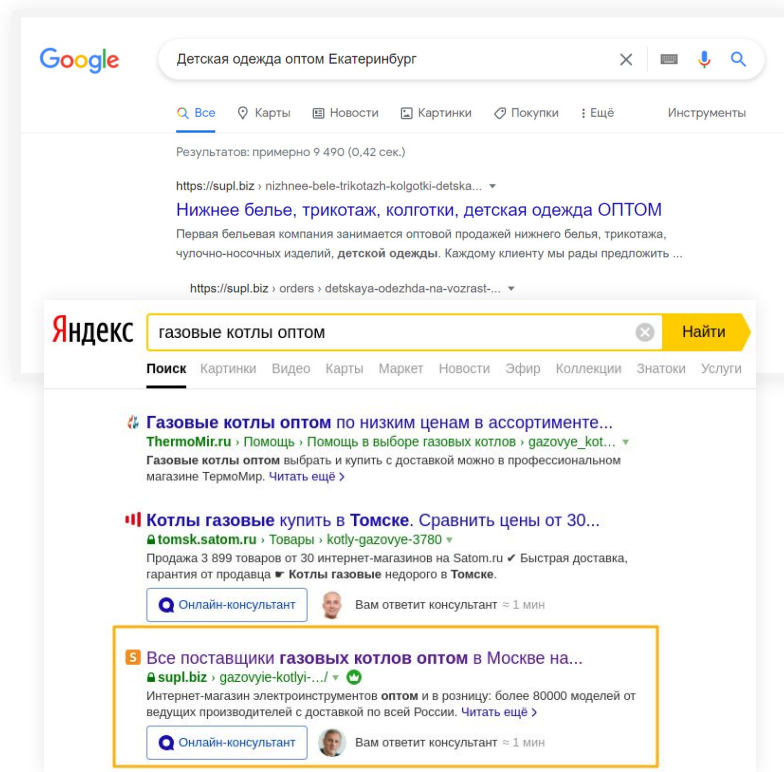 Google
Детская одежда оптом Екатеринбург
Все Карты Новости Картинки Покупки Ещё Инструменты
Результатов: примерно 9 490 (0,42 сек.)
https://supl.biz › nizhnee-bele-trikotazh-kolgotki-detska...
Нижнее белье, трикотаж, колготки, детская одежда ОПТОМ
Первая бельевая компания занимается оптовой продажей нижнего белья, трикотажа,
чулочно-носочных изделий, детской одежды. Каждому клиенту мы рады предложить ...
https://supl.biz › orders › detskaya-odezhda-na-vozrast-...
Яндекс
газовые котлы оптом
Найти
Поиск Картинки Видео Карты Маркет Новости Эфир Коллекции Знатоки Услуги
Газовые котлы оптом по низким ценам в ассортименте...
ThermoMir.ru › Помощь › Помощь в выборе газовых котлов › gazovye_kot...
Газовые котлы оптом выбрать и купить с доставкой можно в профессиональном
магазине ТермоМир. Читать ещё >
Котлы газовые купить в Томске. Сравнить цены от 30...
tomsk.satom.ru › Товары › kotly-gazovye-3780
Продажа 3 899 товаров от 30 интернет-магазинов на Satom.ru ✔ Быстрая доставка,
гарантия от продавца ☛ Котлы газовые недорого в Томске.
Онлайн-консультант Вам ответит консультант ≈ 1 мин
S Все поставщики газовых котлов оптом в Москве на...
supl.biz › gazovyie-kotlyi-.../
Интернет-магазин электроинструментов оптом и в розницу: более 80000 моделей от
ведущих производителей с доставкой по всей России. Читать ещё >
Онлайн-консультант Вам ответит консультант ≈ 1 мин